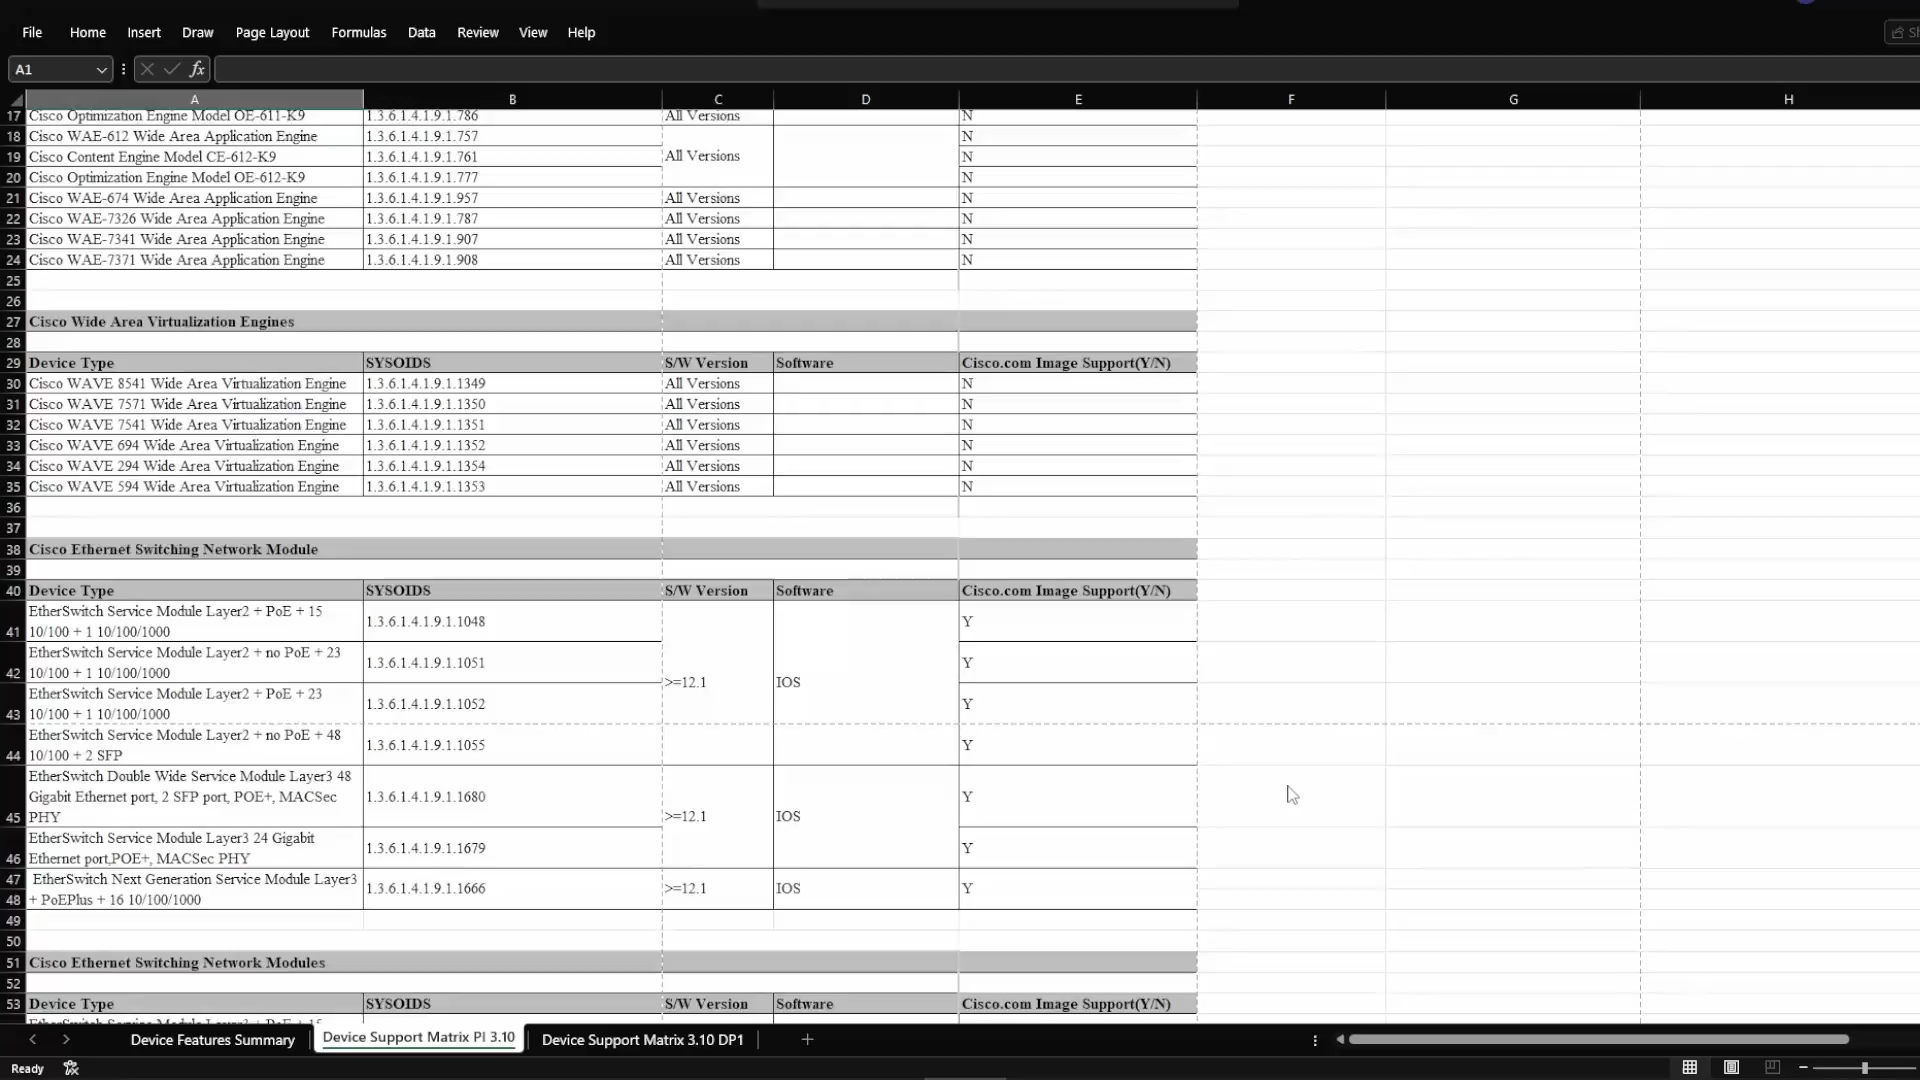 File Home Insert Draw Page Layout Formulas Data Review View Help
A1 fx
A B C D E F G H
17 Cisco Optimization Engine Model OE-611-K9 1.3.6.1.4.1.9.1.786 All Versions N
18 Cisco WAE-612 Wide Area Application Engine 1.3.6.1.4.1.9.1.757 N
19 Cisco Content Engine Model CE-612-K9 1.3.6.1.4.1.9.1.761 All Versions N
20 Cisco Optimization Engine Model OE-612-K9 1.3.6.1.4.1.9.1.777 N
21 Cisco WAE-674 Wide Area Application Engine 1.3.6.1.4.1.9.1.957 All Versions N
22 Cisco WAE-7326 Wide Area Application Engine 1.3.6.1.4.1.9.1.787 All Versions N
23 Cisco WAE-7341 Wide Area Application Engine 1.3.6.1.4.1.9.1.907 All Versions N
24 Cisco WAE-7371 Wide Area Application Engine 1.3.6.1.4.1.9.1.908 All Versions N
25
26
27 Cisco Wide Area Virtualization Engines
28
29 Device Type SYSOIDS S/W Version Software Cisco.com Image Support(Y/N)
30 Cisco WAVE 8541 Wide Area Virtualization Engine 1.3.6.1.4.1.9.1.1349 All Versions N
31 Cisco WAVE 7571 Wide Area Virtualization Engine 1.3.6.1.4.1.9.1.1350 All Versions N
32 Cisco WAVE 7541 Wide Area Virtualization Engine 1.3.6.1.4.1.9.1.1351 All Versions N
33 Cisco WAVE 694 Wide Area Virtualization Engine 1.3.6.1.4.1.9.1.1352 All Versions N
34 Cisco WAVE 294 Wide Area Virtualization Engine 1.3.6.1.4.1.9.1.1354 All Versions N
35 Cisco WAVE 594 Wide Area Virtualization Engine 1.3.6.1.4.1.9.1.1353 All Versions N
36
37
38 Cisco Ethernet Switching Network Module
39
40 Device Type SYSOIDS S/W Version Software Cisco.com Image Support(Y/N)
EtherSwitch Service Module Layer2 + PoE + 15
41 10/100 + 1 10/100/1000 1.3.6.1.4.1.9.1.1048 Y
EtherSwitch Service Module Layer2 + no PoE + 23
42 10/100 + 1 10/100/1000 1.3.6.1.4.1.9.1.1051 Y
>=12.1 IOS
EtherSwitch Service Module Layer2 + PoE + 23
43 10/100 + 1 10/100/1000 1.3.6.1.4.1.9.1.1052 Y
EtherSwitch Service Module Layer2 + no PoE + 48
44 10/100 + 2 SFP 1.3.6.1.4.1.9.1.1055 Y
EtherSwitch Double Wide Service Module Layer3 48
Gigabit Ethernet port, 2 SFP port, POE+, MACSec 1.3.6.1.4.1.9.1.1680 Y
45 PHY >=12.1 IOS
EtherSwitch Service Module Layer3 24 Gigabit
46 Ethernet port,POE+, MACSec PHY 1.3.6.1.4.1.9.1.1679 Y
47 EtherSwitch Next Generation Service Module Layer3 1.3.6.1.4.1.9.1.1666 >=12.1 IOS Y
48 + PoEPlus + 16 10/100/1000
49
50
51 Cisco Ethernet Switching Network Modules
52
53 Device Type SYSOIDS S/W Version Software Cisco.com Image Support(Y/N)
Device Features Summary Device Support Matrix PI 3.10 Device Support Matrix 3.10 DP1
Ready